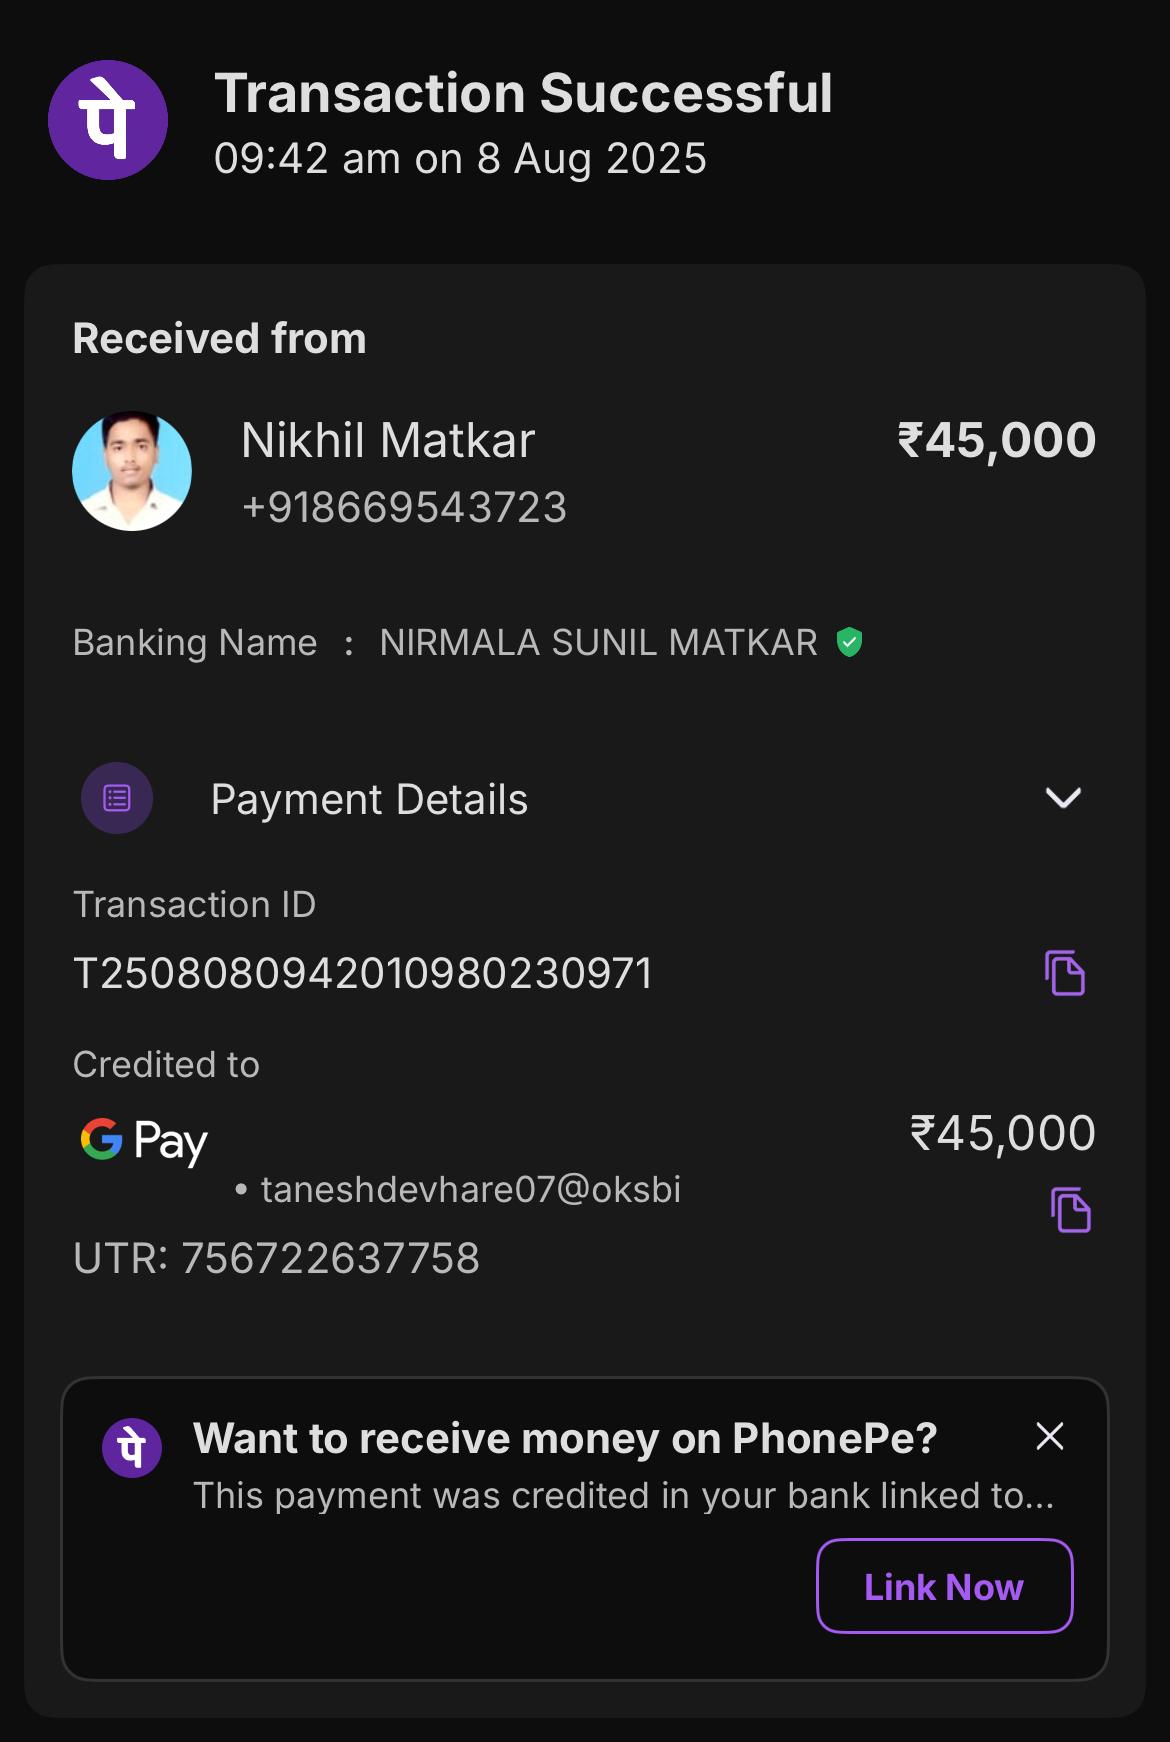 पे
Transaction Successful
09:42 am on 8 Aug 2025
Received from
Nikhil Matkar
₹45,000
+918669543723
Banking Name : NIRMALA SUNIL MATKAR
Payment Details
Transaction ID
T2508080942010980230971
Credited to
G Pay
₹45,000
• taneshdevhare07@oksbi
UTR: 756722637758
पे
Want to receive money on PhonePe?
This payment was credited in your bank linked to...
Link Now